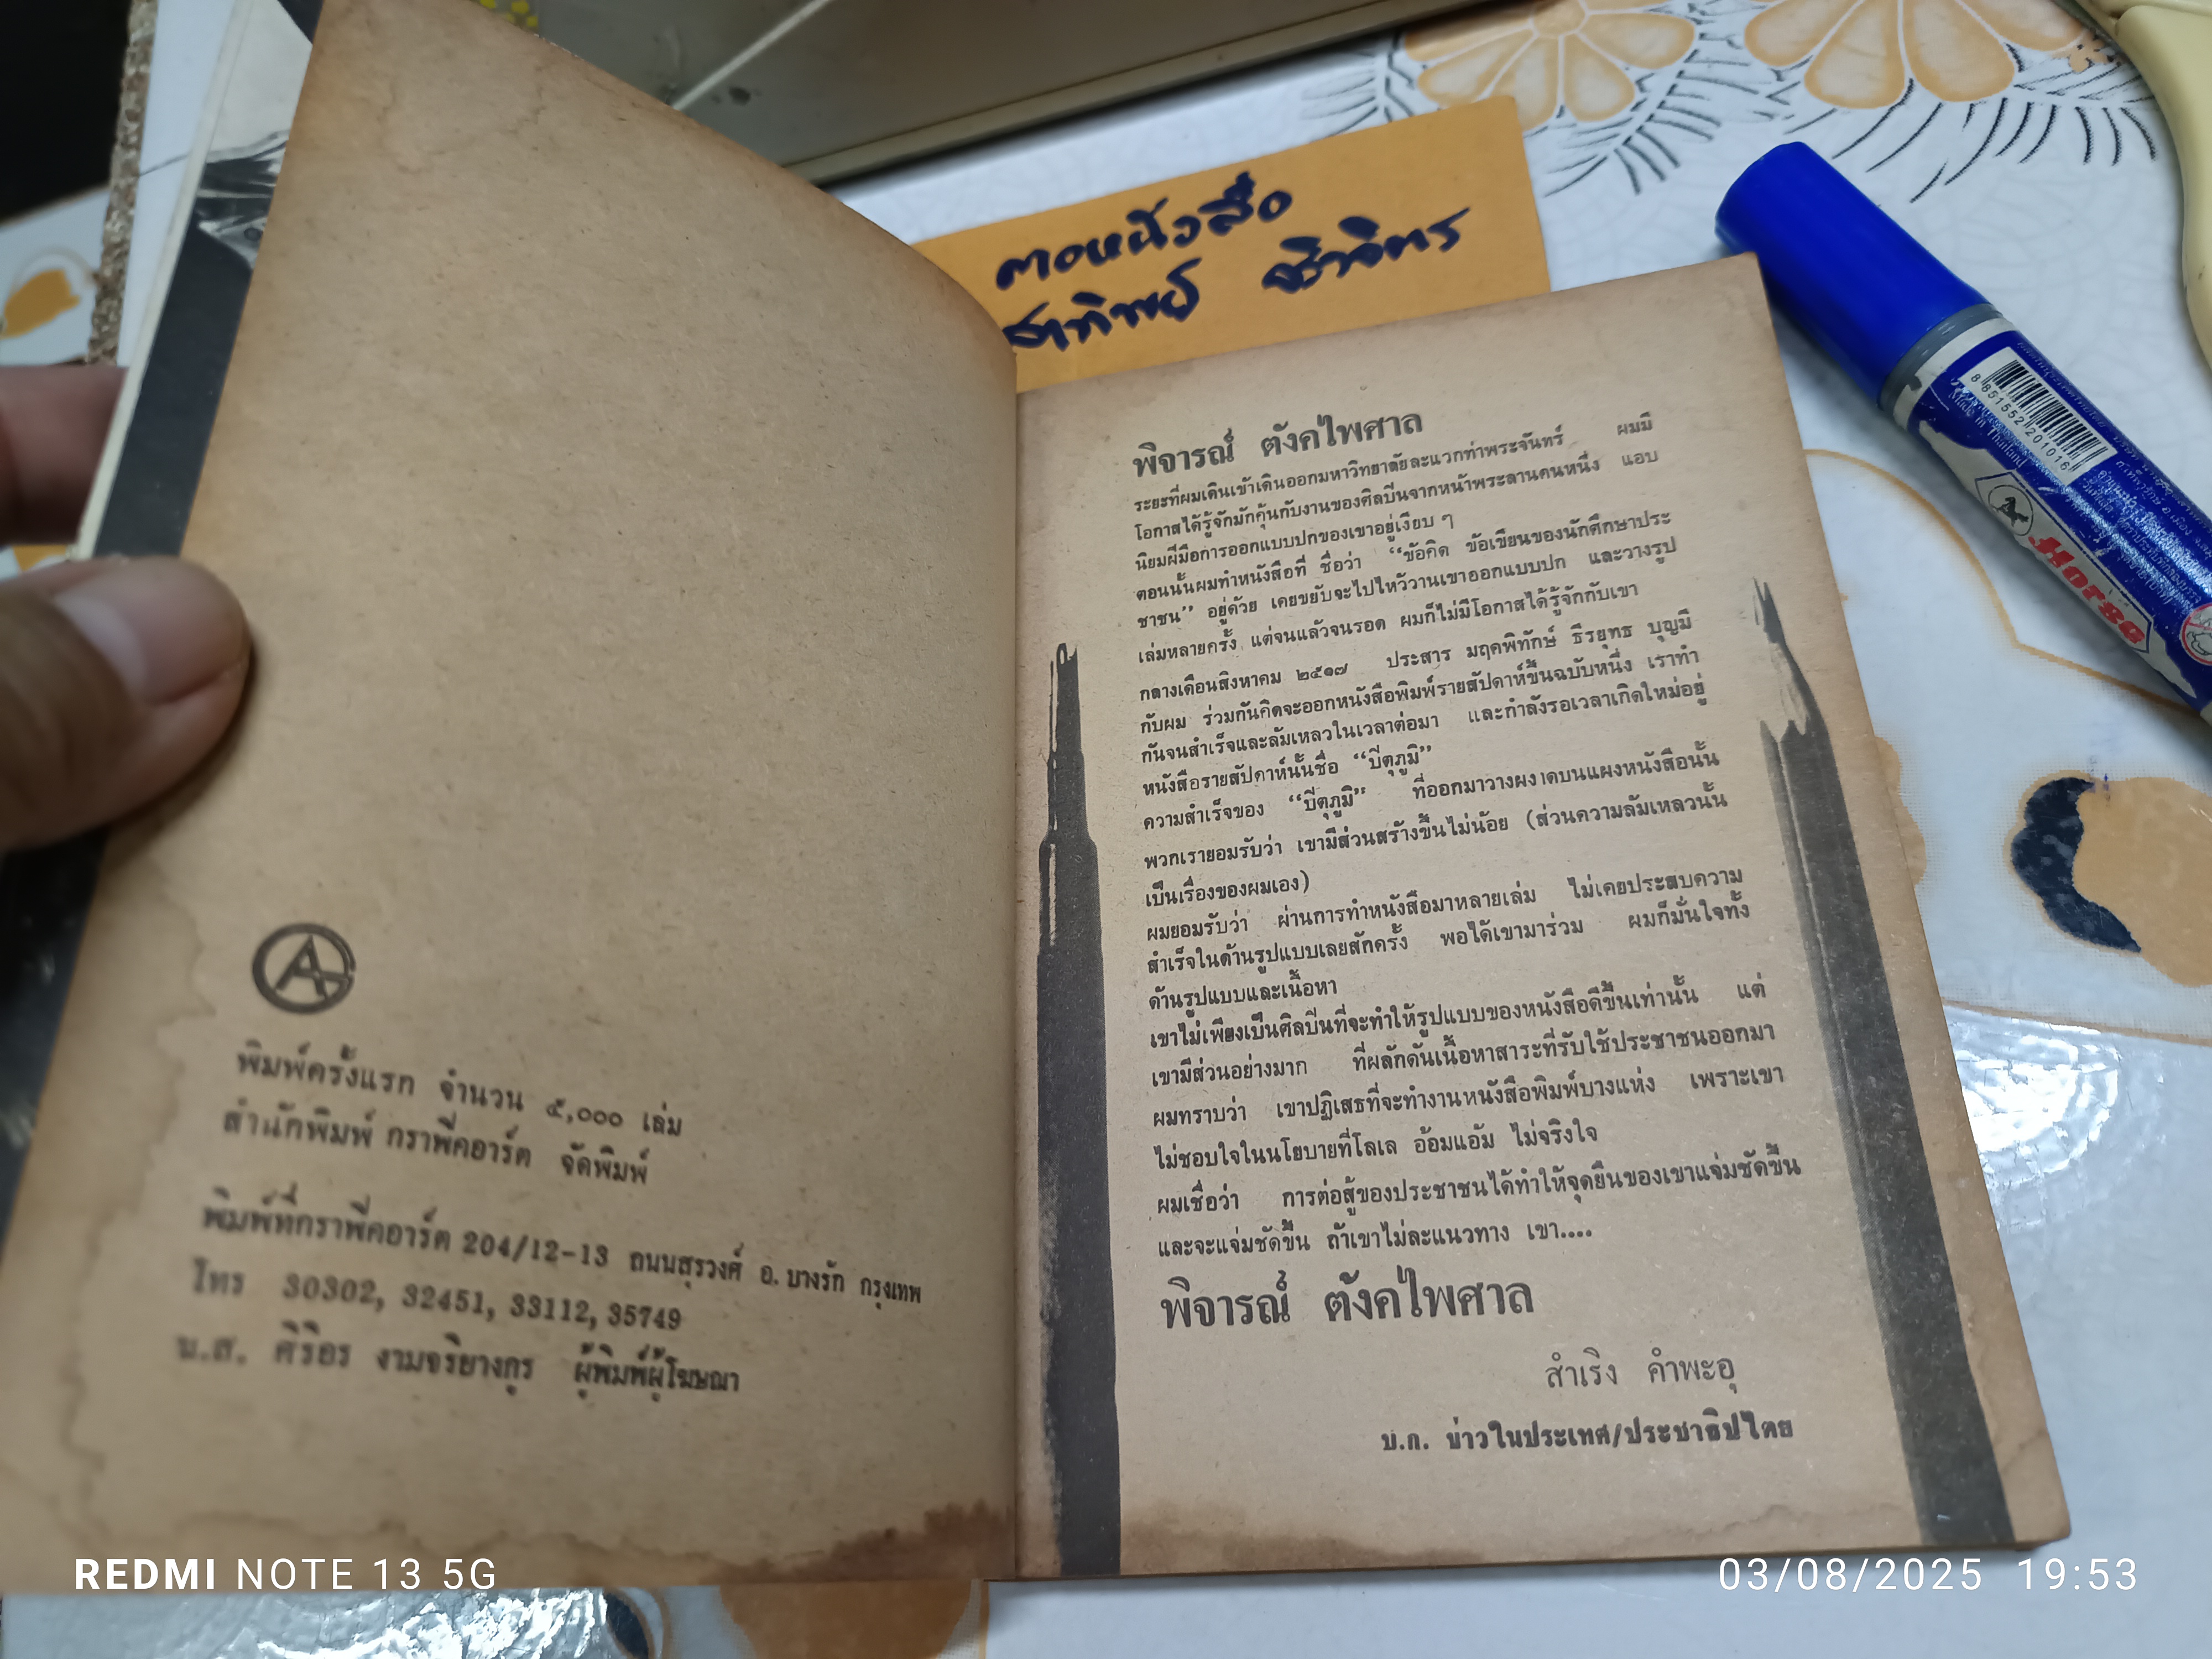 ตอหนังสือ
พิมพ์ครั้งแรก จำนวน ๕,๐๐๐ เล่ม
สำนักพิมพ์ กราฟิคอาร์ต จัดพิมพ์
พิมพ์ที่กราฟิคอาร์ต 204/12-13 ถนนสุรวงศ์ อ. บางรัก กรุงเทพ
โทร 30302, 32451, 33112, 35749
น.ส. ศิริอร งามจริยางกูร ผู้พิมพ์ผู้โฆษณา
พิจารณ์ ตังคไพศาล
ระยะที่ผมเดินเข้าเดินออกมหาวิทยาลัยละแวกท่าพระจันทร์ ผมมี
โอกาสได้รู้จักมักคุ้นกับงานของศิลปีนจากหน้าพระลานคนหนึ่ง แอบ
นิยมฝีมือการออกแบบปกของเขาอยู่เงียบ ๆ
ตอนนั้นผมทำหนังสือที่ ชื่อว่า “ข้อคิด ข้อเขียนของนักศึกษาประ
ชาชน” อยู่ด้วย เคยขยับจะไปไหว้วานเขาออกแบบปก และวางรูป
เล่มหลายครั้ง แต่จนแล้วจนรอด ผมก็ไม่มีโอกาสได้รู้จักกับเขา
กลางเดือนสิงหาคม ๒๕๑๗ ประสาร มฤคพิทักษ์ ธีรยุทธ บุญมี
กับผม ร่วมกันคิดจะออกหนังสือพิมพ์รายสัปดาห์ขึ้นฉบับหนึ่ง เราทำ
กันจนสำเร็จและล้มเหลวในเวลาต่อมา และกำลังรอเวลาเกิดใหม่อยู่
หนังสือรายสัปดาห์นั้นชื่อ “ปีตุภูมิ”
ความสำเร็จของ “ปีตุภูมิ” ที่ออกมาวางผงาดบนแผงหนังสือนั้น
พวกเรายอมรับว่า เขามีส่วนสร้างขึ้นไม่น้อย (ส่วนความล้มเหลวนั้น
เป็นเรื่องของผมเอง)
ผมยอมรับว่า ผ่านการทำหนังสือมาหลายเล่ม ไม่เคยประสบความ
สำเร็จในด้านรูปแบบเลยสักครั้ง พอได้เขามาร่วม ผมก็มั่นใจทั้ง
ด้านรูปแบบและเนื้อหา
เขาไม่เพียงเป็นศิลปีนที่จะทำให้รูปแบบของหนังสือดีขึ้นเท่านั้น แต่
เขามีส่วนอย่างมาก ที่ผลักดันเนื้อหาสาระที่รับใช้ประชาชนออกมา
ผมทราบว่า เขาปฏิเสธที่จะทำงานหนังสือพิมพ์บางแห่ง เพราะเขา
ไม่ชอบใจในนโยบายที่โลเล อ้อมแอ้ม ไม่จริงใจ
ผมเชื่อว่า การต่อสู้ของประชาชนได้ทำให้จุดยืนของเขาแจ่มชัดขึ้น
และจะแจ่มชัดขึ้น ถ้าเขาไม่ละแนวทาง เขา....
พิจารณ์ ตังคไพศาล
สำเริง คำพะอุ
บ.ก. ข่าวในประเทศ/ประชาธิปไตย
8 851552 201016
Made in Thailand
Horse
REDMI NOTE 13 5G
03/08/2025 19:53